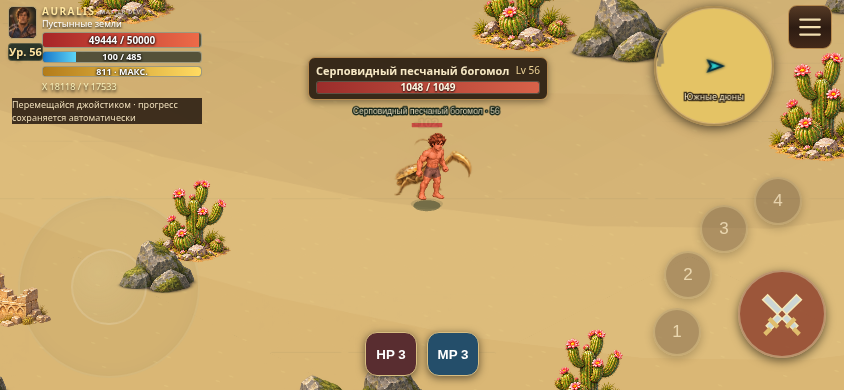 AURALIS
Пустынные земли
Ур. 56
49444 / 50000
100 / 485
811 · МАКС.
X 18118 / Y 17533
Перемещайся джойстиком · прогресс
сохраняется автоматически
Серповидный песчаный богомол Lv 56
1048 / 1049
Серповидный песчаный богомол · 56
Южные дюны
4
3
2
1
HP 3
MP 3